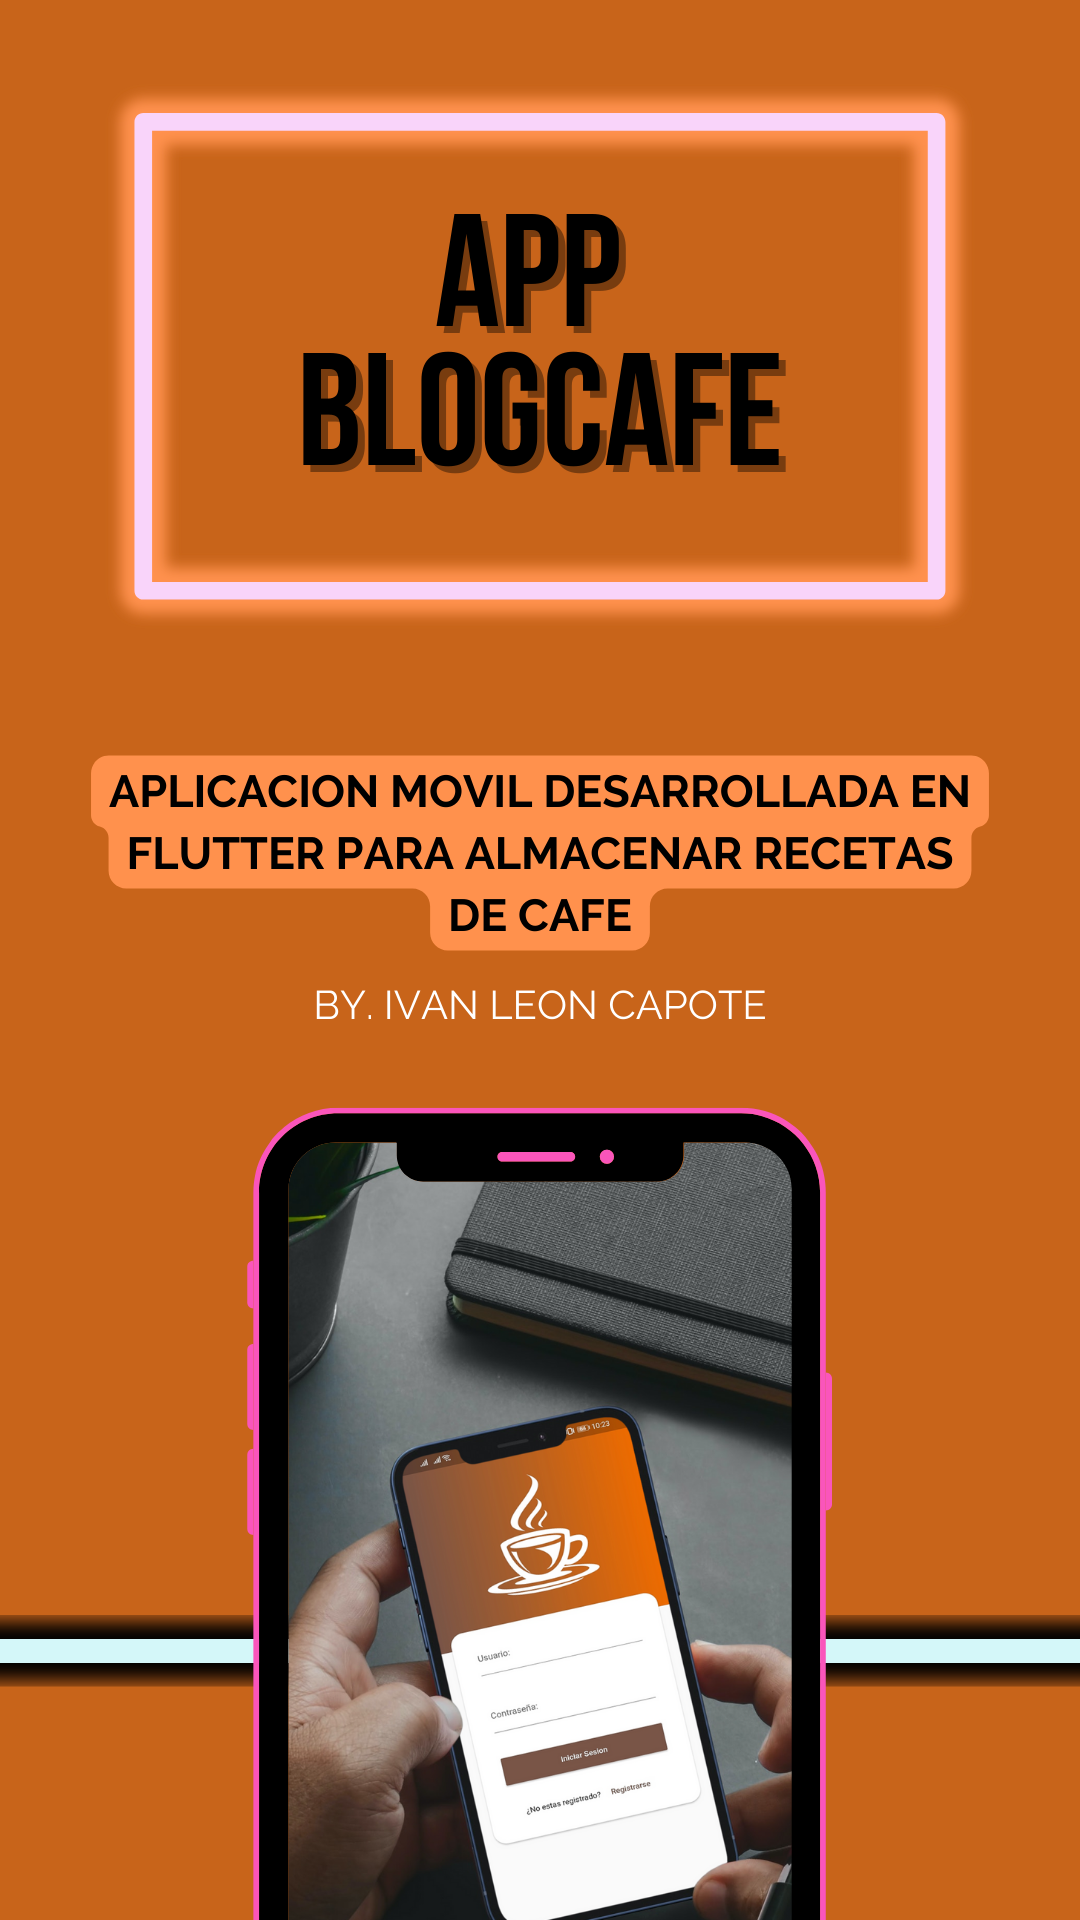 APP
BLOGCAFE
APLICACION MOVIL DESARROLLADA EN
FLUTTER PARA ALMACENAR RECETAS
DE CAFE
BY. IVAN LEON CAPOTE
10:23
Usuario:
Contraseña:
Iniciar Sesion
¿No estas registrado? Registrarse